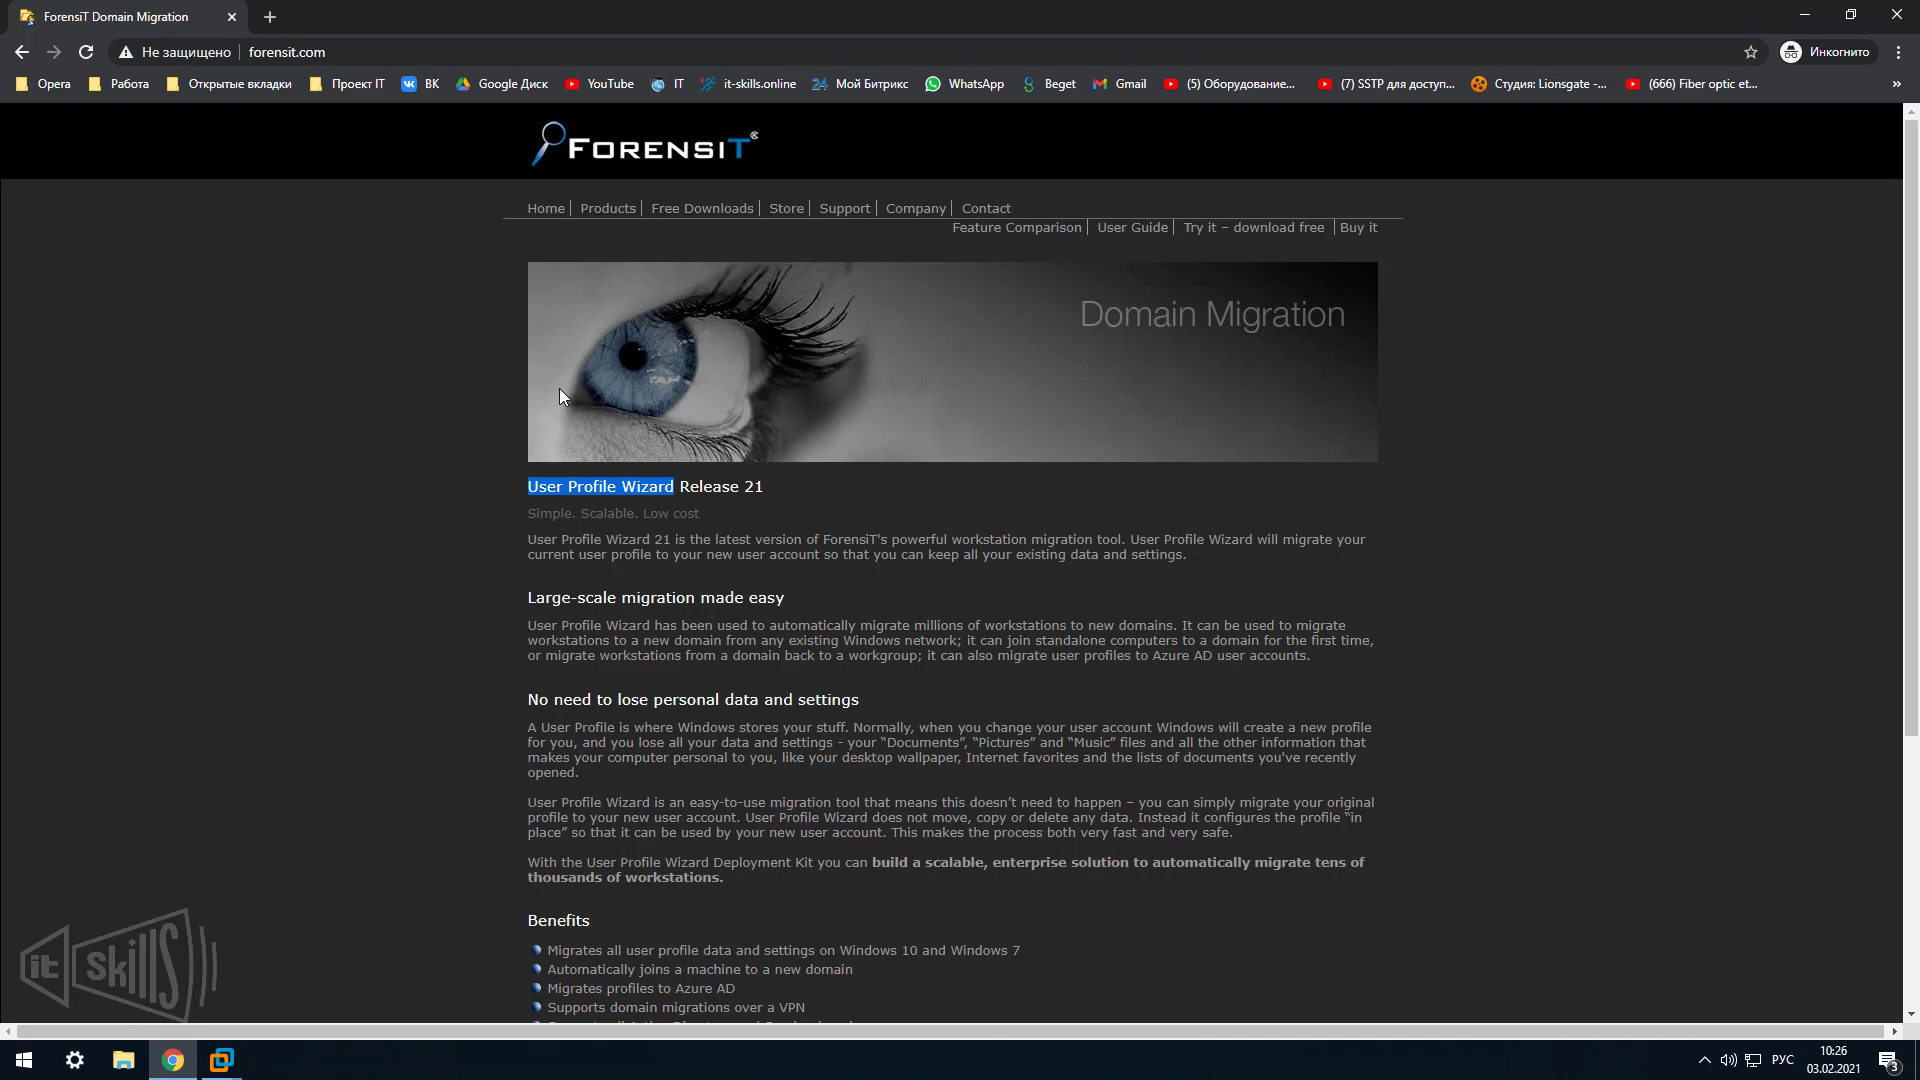 ForensiT Domain Migration
Не защищено
forensit.com
Инкогнито
Opera
Работа
Открытые вкладки
Проект IT
ВК
Google Диск
YouTube
IT
it-skills.online
24 Мой Битрикс
WhatsApp
Beget
Gmail
(5) Оборудование...
(7) SSTP для доступ...
Студия: Lionsgate -...
(666) Fiber optic et...
»
FORENSIT®
Home | Products | Free Downloads | Store | Support | Company | Contact
Feature Comparison | User Guide | Try it – download free | Buy it
Domain Migration
User Profile Wizard Release 21
Simple. Scalable. Low cost
User Profile Wizard 21 is the latest version of ForensiT's powerful workstation migration tool. User Profile Wizard will migrate your
current user profile to your new user account so that you can keep all your existing data and settings.
Large-scale migration made easy
User Profile Wizard has been used to automatically migrate millions of workstations to new domains. It can be used to migrate
workstations to a new domain from any existing Windows network; it can join standalone computers to a domain for the first time,
or migrate workstations from a domain back to a workgroup; it can also migrate user profiles to Azure AD user accounts.
No need to lose personal data and settings
A User Profile is where Windows stores your stuff. Normally, when you change your user account Windows will create a new profile
for you, and you lose all your data and settings - your “Documents”, “Pictures” and “Music” files and all the other information that
makes your computer personal to you, like your desktop wallpaper, Internet favorites and the lists of documents you've recently
opened.
User Profile Wizard is an easy-to-use migration tool that means this doesn’t need to happen – you can simply migrate your original
profile to your new user account. User Profile Wizard does not move, copy or delete any data. Instead it configures the profile “in
place” so that it can be used by your new user account. This makes the process both very fast and very safe.
With the User Profile Wizard Deployment Kit you can build a scalable, enterprise solution to automatically migrate tens of
thousands of workstations.
Benefits
Migrates all user profile data and settings on Windows 10 and Windows 7
Automatically joins a machine to a new domain
Migrates profiles to Azure AD
Supports domain migrations over a VPN
it skills
РУС
10:26
03.02.2021
3